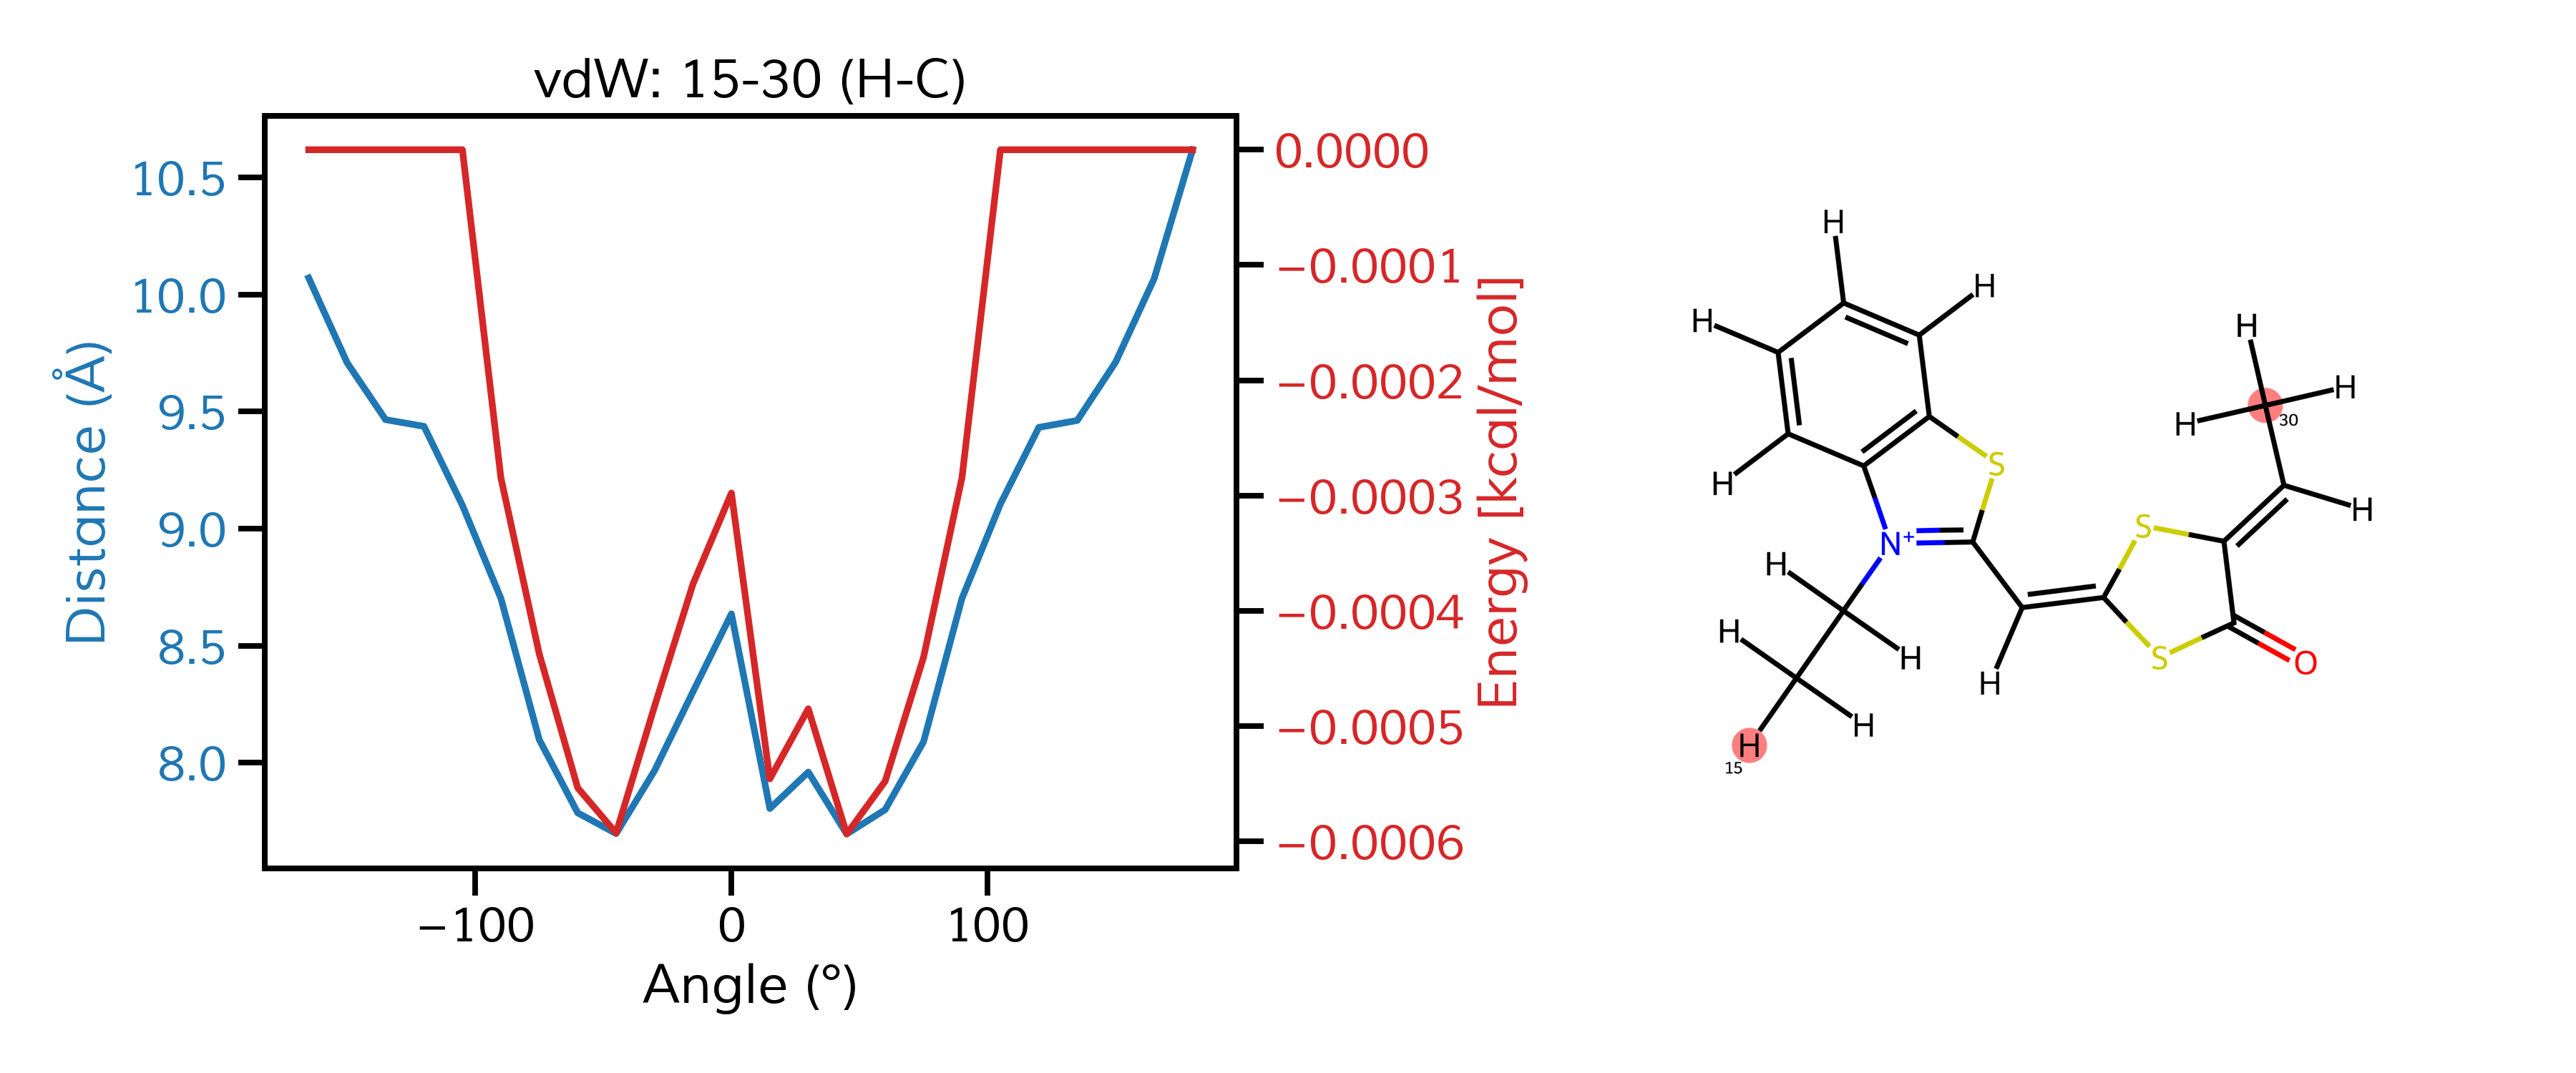 vdW: 15-30 (H-C)
Distance (Å)
10.5
10.0
9.5
9.0
8.5
8.0
−100
0
100
Angle (°)
0.0000
−0.0001
−0.0002
−0.0003
−0.0004
−0.0005
−0.0006
Energy [kcal/mol]
H
H
H
H
H
H
H
30
H
S
H
S
N+
H
H
H
S
O
H
H
H
15